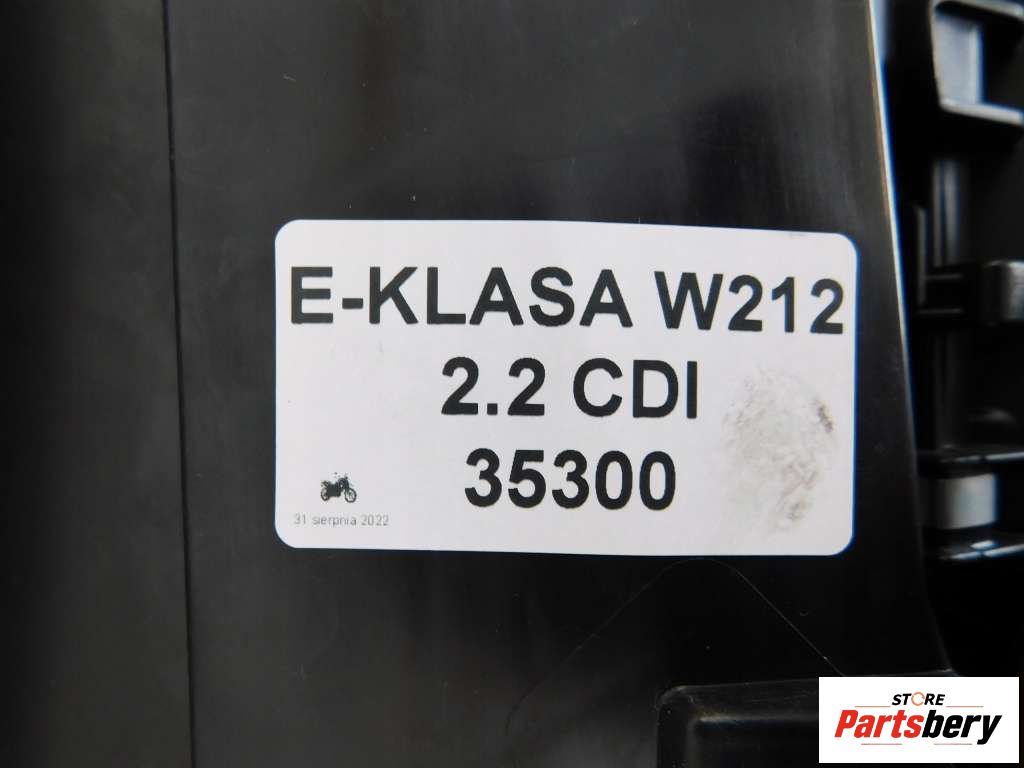 E-KLASA W212
2.2 CDI
35300
31 sierpnia 2022
STORE
Partsbery